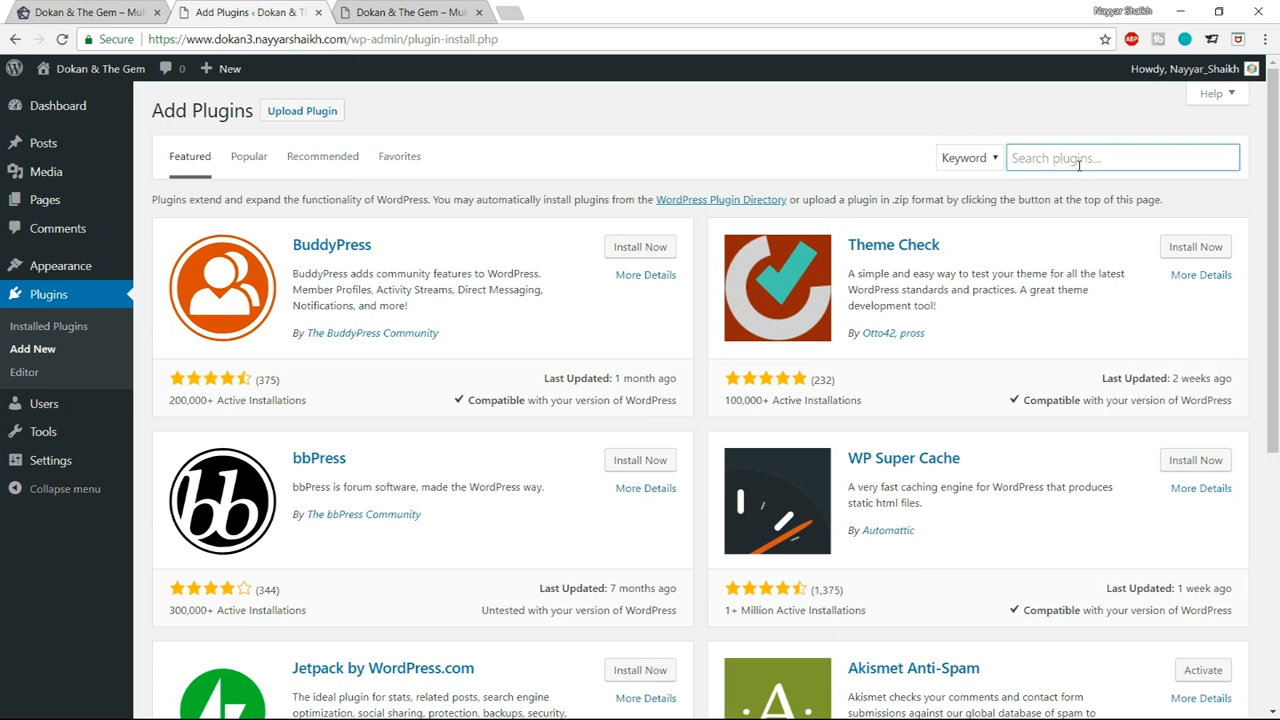 Dokan & The Gem – Mul
Add Plugins ‹ Dokan & T
Dokan & The Gem – Mul
Nayyar Shaikh
Secure
https://www.dokan3.nayyarshaikh.com/wp-admin/plugin-install.php
ABP
Dokan & The Gem
0
New
Howdy, Nayyar_Shaikh
Dashboard
Posts
Media
Pages
Comments
Appearance
Plugins
Installed Plugins
Add New
Editor
Users
Tools
Settings
Collapse menu
Help
Add Plugins
Upload Plugin
Featured
Popular
Recommended
Favorites
Keyword
Search plugins...
Plugins extend and expand the functionality of WordPress. You may automatically install plugins from the WordPress Plugin Directory or upload a plugin in .zip format by clicking the button at the top of this page.
BuddyPress
Install Now
More Details
BuddyPress adds community features to WordPress.
Member Profiles, Activity Streams, Direct Messaging,
Notifications, and more!
By The BuddyPress Community
(375)
200,000+ Active Installations
Last Updated: 1 month ago
Compatible with your version of WordPress
Theme Check
Install Now
More Details
A simple and easy way to test your theme for all the latest
WordPress standards and practices. A great theme
development tool!
By Otto42, pross
(232)
100,000+ Active Installations
Last Updated: 2 weeks ago
Compatible with your version of WordPress
bb
bbPress
Install Now
More Details
bbPress is forum software, made the WordPress way.
By The bbPress Community
(344)
300,000+ Active Installations
Last Updated: 7 months ago
Untested with your version of WordPress
WP Super Cache
Install Now
More Details
A very fast caching engine for WordPress that produces
static html files.
By Automattic
(1,375)
1+ Million Active Installations
Last Updated: 1 week ago
Compatible with your version of WordPress
Jetpack by WordPress.com
Install Now
More Details
The ideal plugin for stats, related posts, search engine
optimization, social sharing, protection, backups, security,
A
Akismet Anti-Spam
Activate
More Details
Akismet checks your comments and contact form
submissions against our global database of spam to